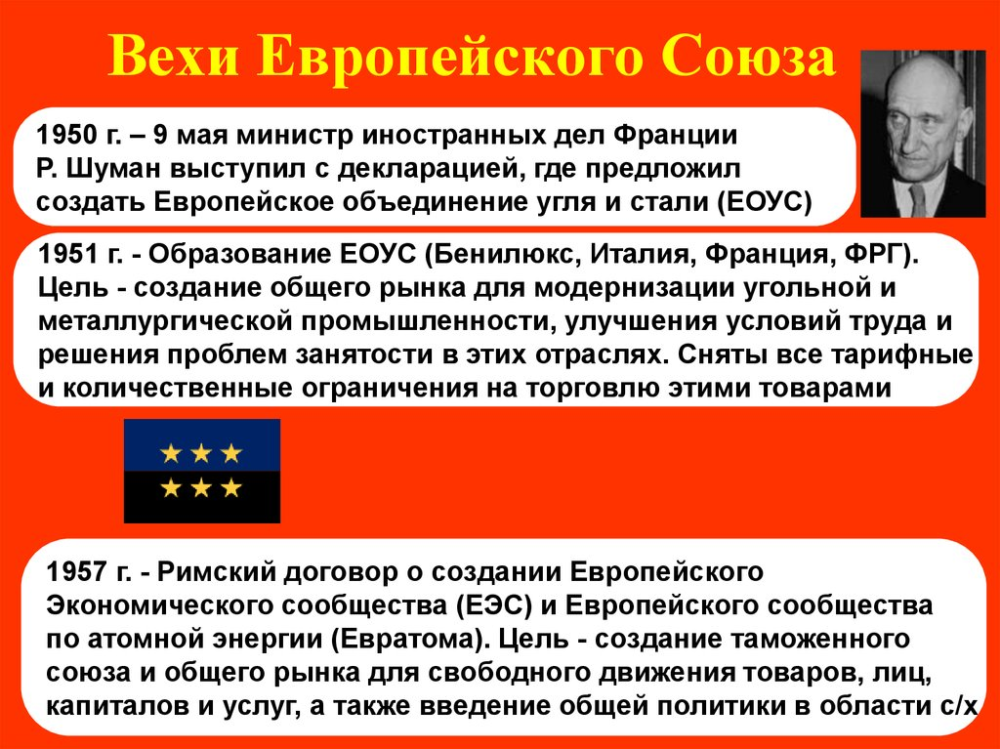 Вехи Европейского Союза
1950 г. – 9 мая министр иностранных дел Франции
Р. Шуман выступил с декларацией, где предложил
создать Европейское объединение угля и стали (ЕОУС)
1951 г. - Образование ЕОУС (Бенилюкс, Италия, Франция, ФРГ).
Цель - создание общего рынка для модернизации угольной и
металлургической промышленности, улучшения условий труда и
решения проблем занятости в этих отраслях. Сняты все тарифные
и количественные ограничения на торговлю этими товарами
1957 г. - Римский договор о создании Европейского
Экономического сообщества (ЕЭС) и Европейского сообщества
по атомной энергии (Евратома). Цель - создание таможенного
союза и общего рынка для свободного движения товаров, лиц,
капиталов и услуг, а также введение общей политики в области с/х